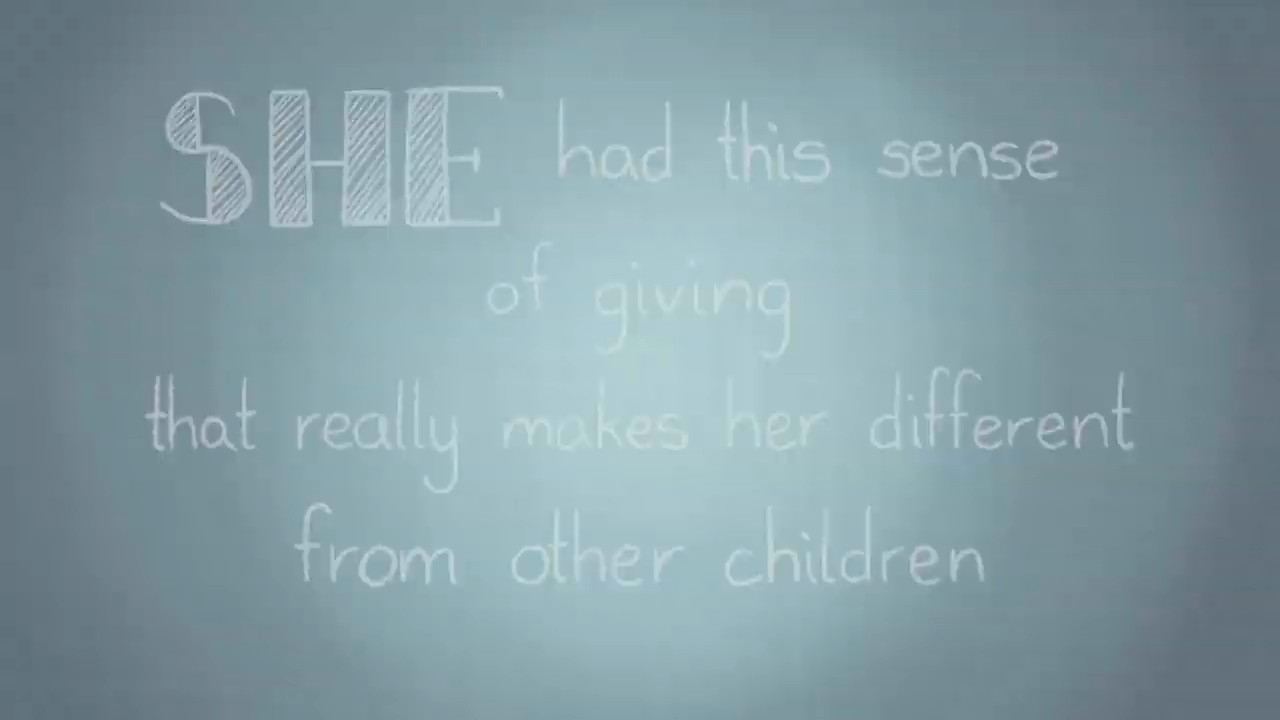 SHE had this sense
of giving
that really makes her different
from other children